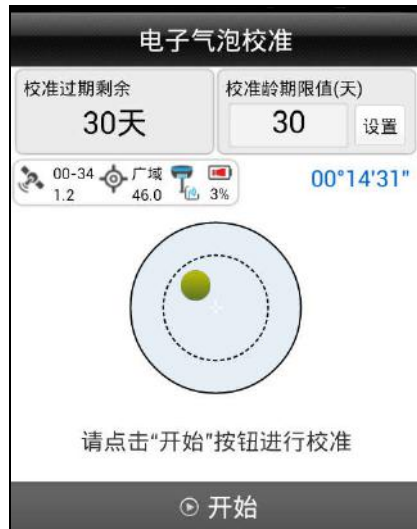 电子气泡校准
校准过期剩余
30天
校准龄期限值(天)
30 设置
00-34 广域 00°14'31"
1.2 46.0 3%
请点击“开始”按钮进行校准
开始